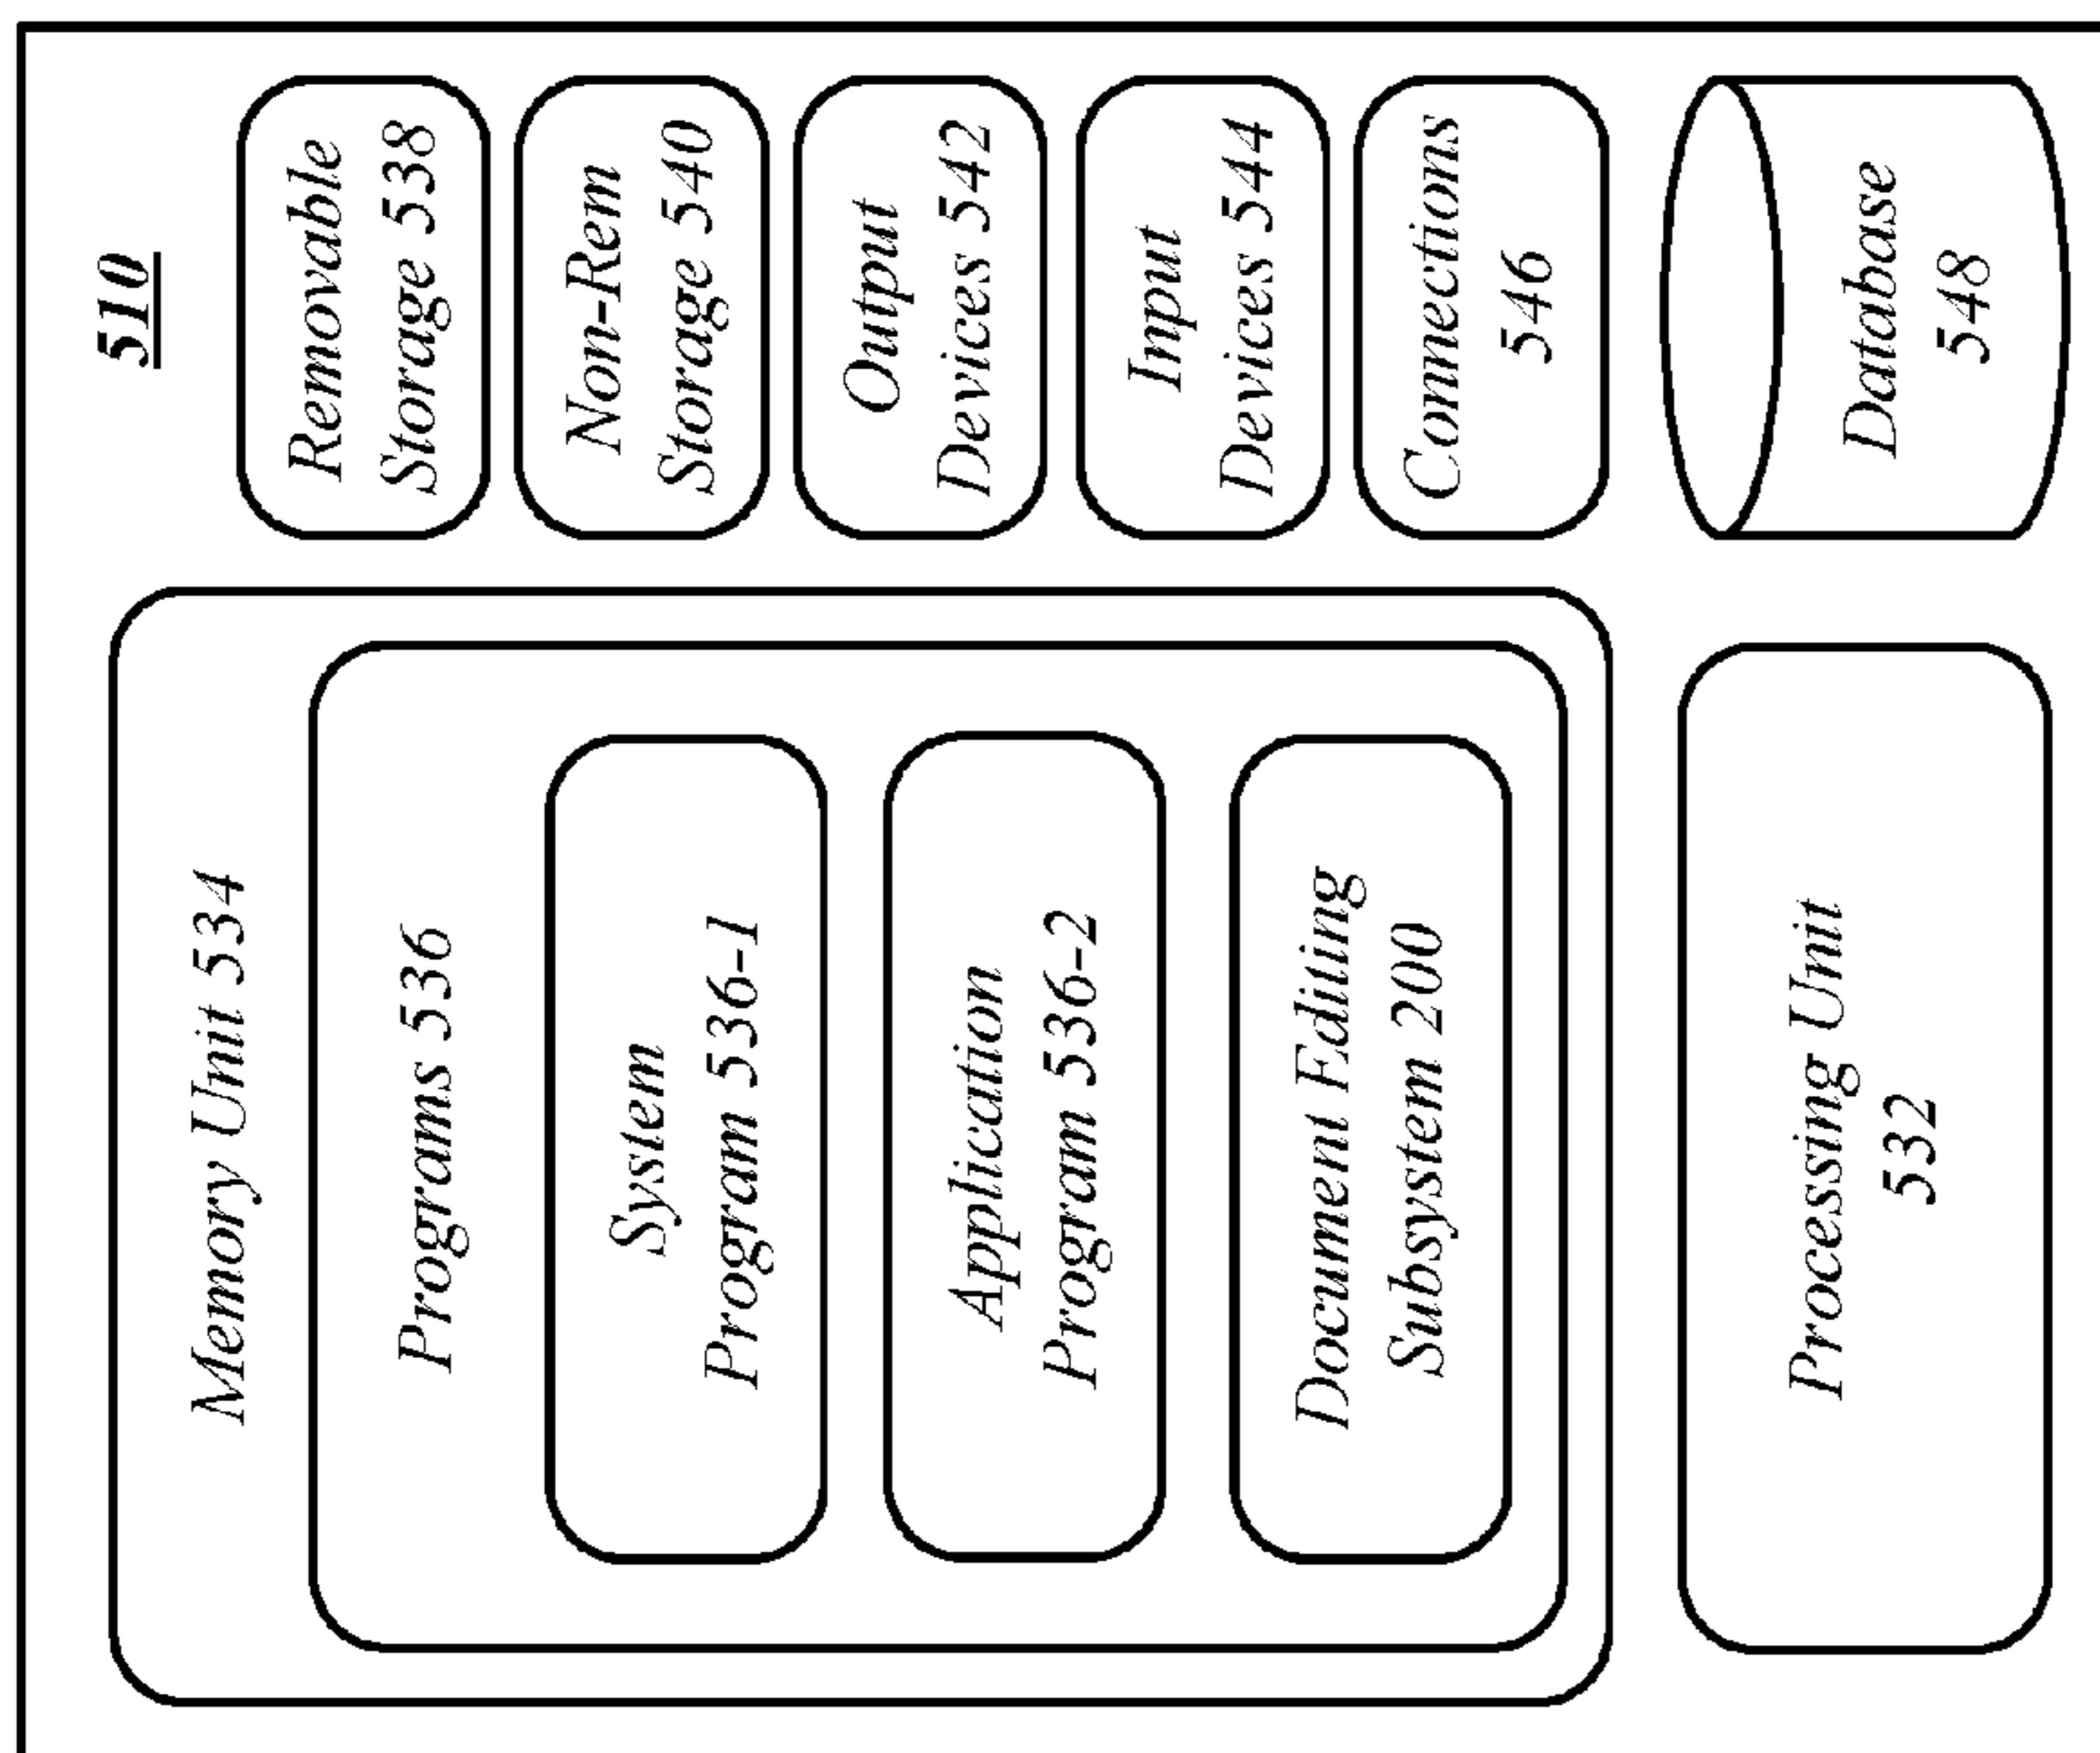 510
Memory Unit 534
Programs 536
System
Program 536-1
Application
Program 536-2
Document Editing
Subsystem 200
Processing Unit
532
Removable
Storage 538
Non-Rem
Storage 540
Output
Devices 542
Input
Devices 544
Connections
546
Database
548